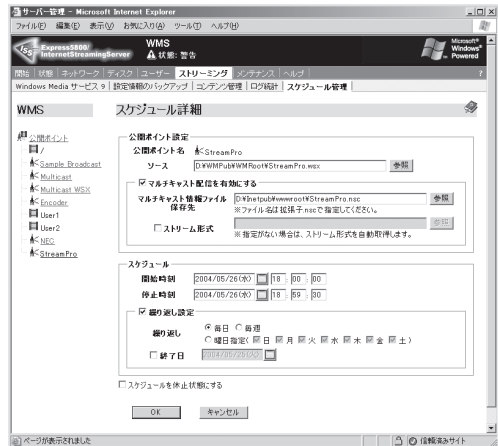 サーバー管理 - Microsoft Internet Explorer
ファイル(F) 編集(E) 表示(V) お気に入り(A) ツール(T) ヘルプ(H)
iss Express5800/ InternetStreamingServer
WMS
状態: 警告
Microsoft® Windows® Powered
開始 状態 ネットワーク ディスク ユーザー ストリーミング メンテナンス ヘルプ ?
Windows Media サービス 9 設定情報のバックアップ コンテンツ管理 ログ統計 スケジュール管理
WMS
スケジュール詳細
公開ポイント
/
Sample Broadcast
Multicast
Multicast WSX
Encoder
User1
User2
NEC
StreamPro
公開ポイント設定
公開ポイント名 StreamPro
ソース D:¥WMPub¥WMRoot¥StreamPro.wsx 参照
マルチキャスト配信を有効にする
マルチキャスト情報ファイル保存先 D:¥Inetpub¥wwwroot¥StreamPro.nsc 参照
※ファイル名は拡張子.nscで指定してください。
ストリーム形式 参照
※指定がない場合は、ストリーム形式を自動取得します。
スケジュール
開始時刻 2004/05/26(水) 18 : 00 : 00
停止時刻 2004/05/26(水) 18 : 59 : 30
繰り返し設定
繰り返し 毎日 毎週
曜日指定( 日 月 火 水 木 金 土 )
終了日 2004/05/26(水)
スケジュールを休止状態にする
OK キャンセル
ページが表示されました 信頼済みサイト